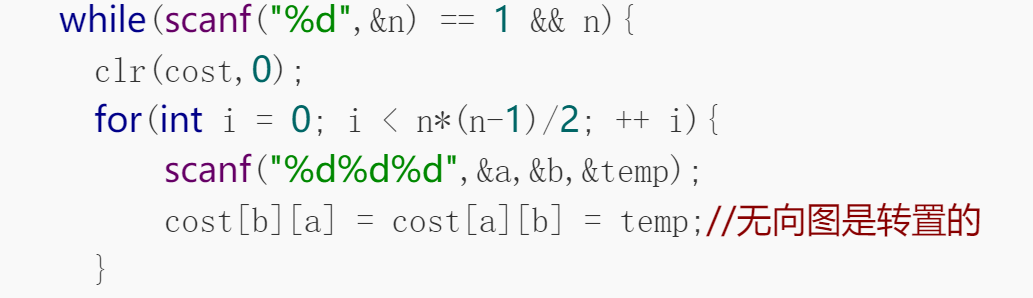 while(scanf("%d",&n) == 1 && n){
clr(cost,0);
for(int i = 0; i < n*(n-1)/2; ++ i){
scanf("%d%d%d",&a,&b,&temp);
cost[b][a] = cost[a][b] = temp;//无向图是转置的
}